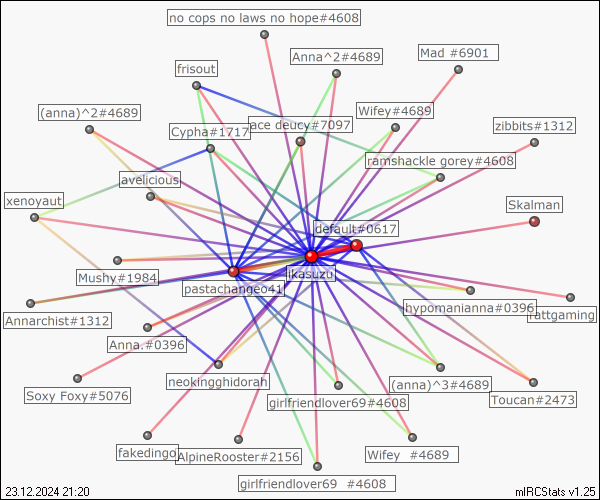 no cops no laws no hope#4608
Mad #6901
Anna^2#4689
frisout
(anna)^2#4689
Wifey#4689
ace deucy#7097
Cypha#1717
zibbits#1312
ramshackle gorey#4608
avelicious
xenoyaut
Skalman
default#0617
likasuzu
Mushy#1984
pastachangeo41
hypomanianna#0396
rattgaming
Annarchist#1312
Anna.#0396
neokingghidorah
(anna)^3#4689
Soxy Foxy#5076
girlfriendlover69#4608
Toucan#2473
fakedingo
AlpineRooster#2156
Wifey #4689
girlfriendlover69 #4608
23.12.2024 21:20
mIRCStats v1.25